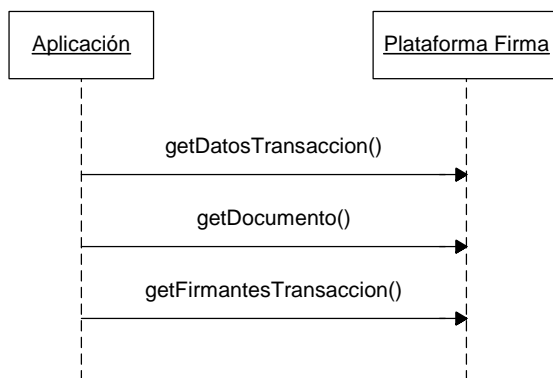 Aplicación
Plataforma Firma
getDatosTransaccion()
getDocumento()
getFirmantesTransaccion()